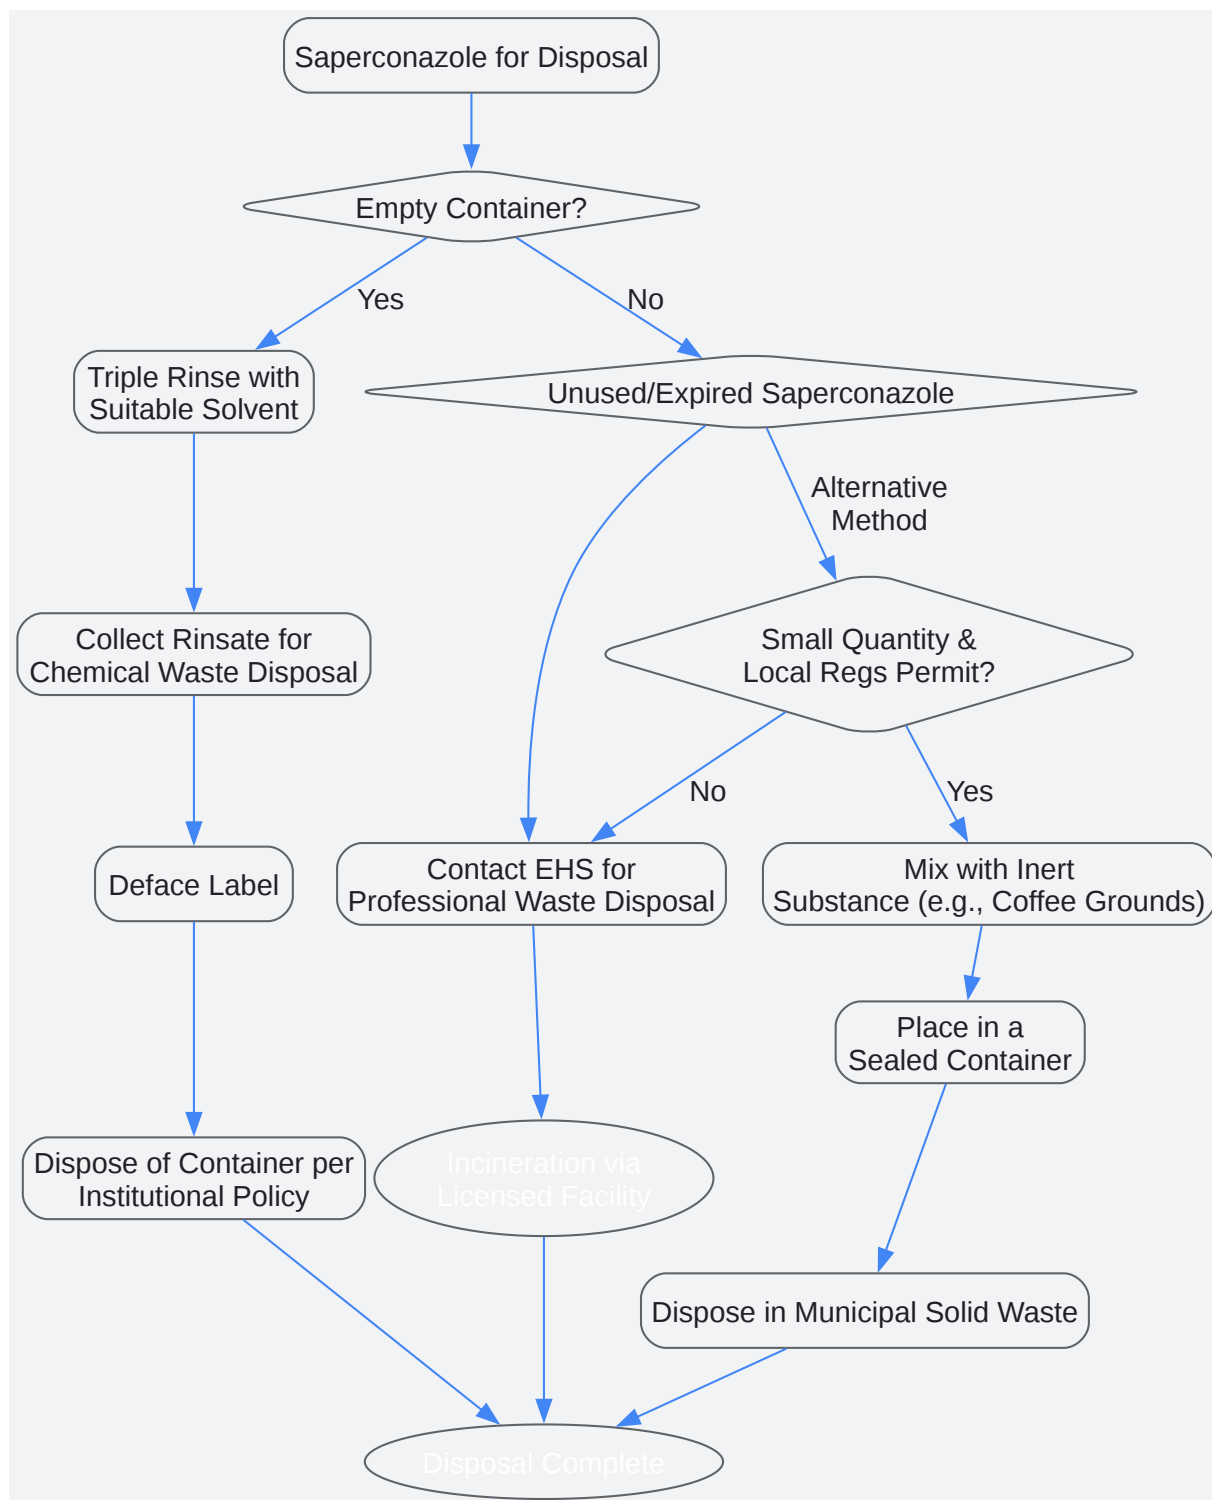 Saperconazole for Disposal
Empty Container?
Yes
No
Triple Rinse with
Suitable Solvent
Unused/Expired Saperconazole
Alternative
Method
Collect Rinsate for
Chemical Waste Disposal
Small Quantity &
Local Regs Permit?
No
Yes
Deface Label
Contact EHS for
Professional Waste Disposal
Mix with Inert
Substance (e.g., Coffee Grounds)
Place in a
Sealed Container
Dispose of Container per
Institutional Policy
Incineration via
Licensed Facility
Dispose in Municipal Solid Waste
Disposal Complete